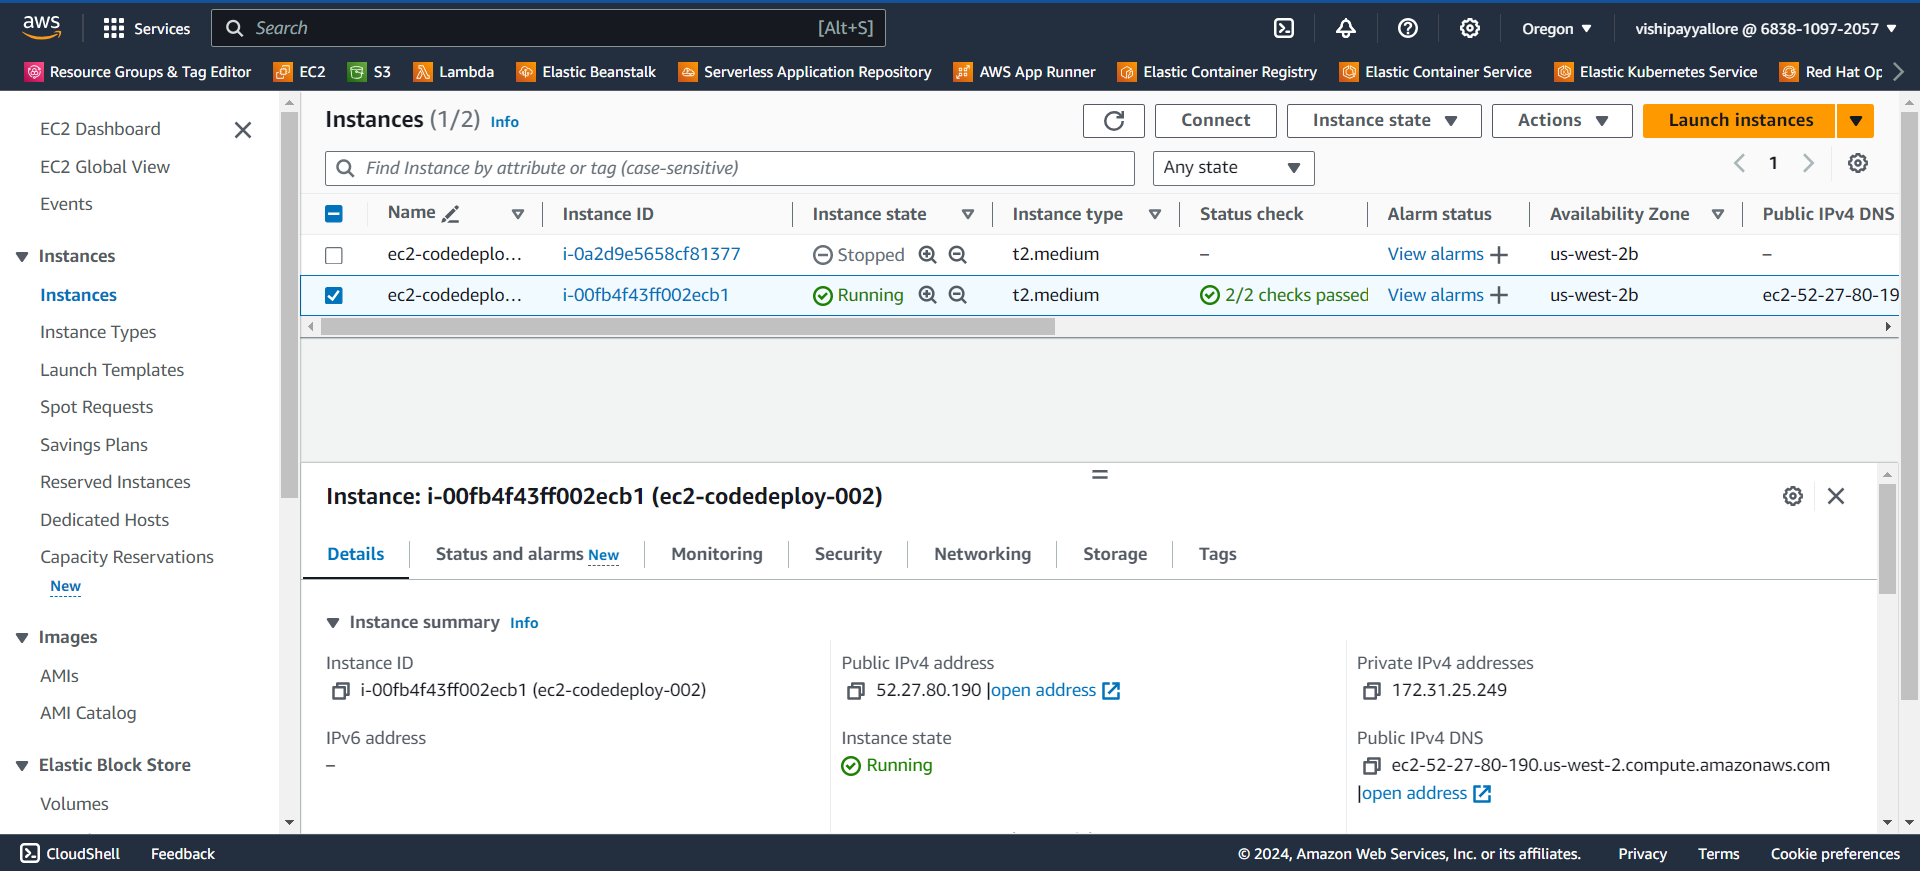 aws
Services
Search [Alt+S]
Oregon
vishipayyallore @ 6838-1097-2057
Resource Groups & Tag Editor EC2 S3 Lambda Elastic Beanstalk Serverless Application Repository AWS App Runner Elastic Container Registry Elastic Container Service Elastic Kubernetes Service Red Hat Op
EC2 Dashboard
EC2 Global View
Events
Instances
Instances
Instance Types
Launch Templates
Spot Requests
Savings Plans
Reserved Instances
Dedicated Hosts
Capacity Reservations
New
Images
AMIs
AMI Catalog
Elastic Block Store
Volumes
Instances (1/2) Info
Connect
Instance state
Actions
Launch instances
Find Instance by attribute or tag (case-sensitive)
Any state
1
Name Instance ID Instance state Instance type Status check Alarm status Availability Zone Public IPv4 DNS
ec2-codedeplo... i-0a2d9e5658cf81377 Stopped t2.medium – View alarms + us-west-2b –
ec2-codedeplo... i-00fb4f43ff002ecb1 Running t2.medium 2/2 checks passed View alarms + us-west-2b ec2-52-27-80-19
Instance: i-00fb4f43ff002ecb1 (ec2-codedeploy-002)
Details Status and alarms New Monitoring Security Networking Storage Tags
Instance summary Info
Instance ID
i-00fb4f43ff002ecb1 (ec2-codedeploy-002)
Public IPv4 address
52.27.80.190 |open address
Private IPv4 addresses
172.31.25.249
IPv6 address
–
Instance state
Running
Public IPv4 DNS
ec2-52-27-80-190.us-west-2.compute.amazonaws.com
|open address
CloudShell Feedback
© 2024, Amazon Web Services, Inc. or its affiliates. Privacy Terms Cookie preferences